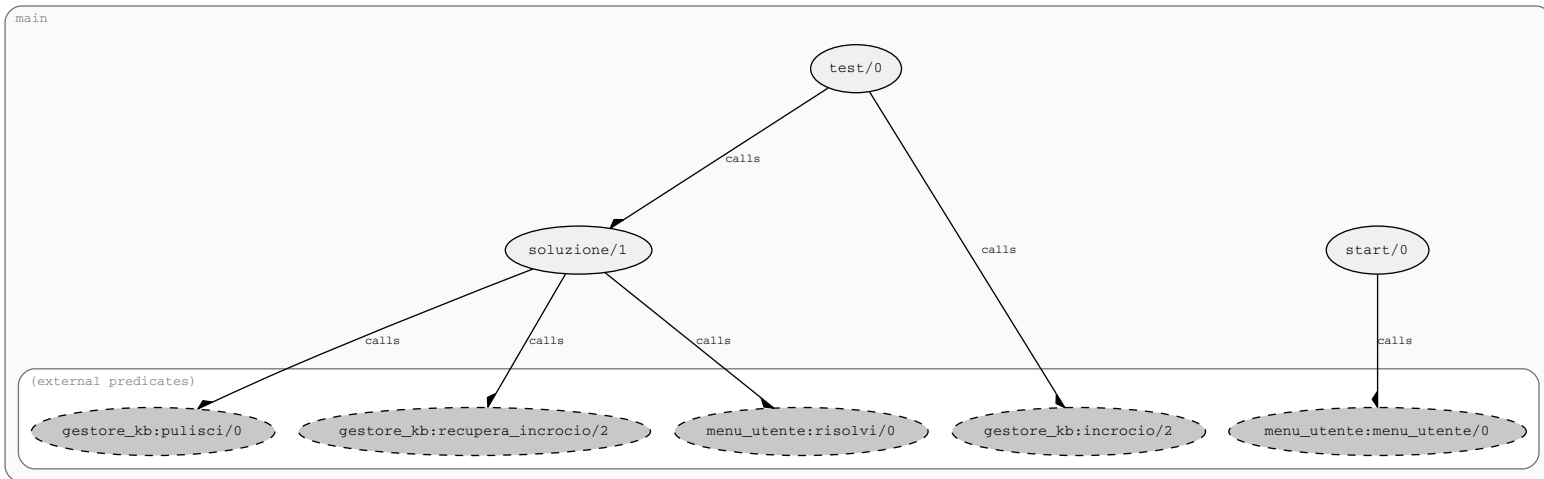 main
test/0
calls
soluzione/1
calls
start/0
calls
calls
calls
calls
(external predicates)
gestore_kb:pulisci/0
gestore_kb:recupera_incrocio/2
menu_utente:risolvi/0
gestore_kb:incrocio/2
menu_utente:menu_utente/0